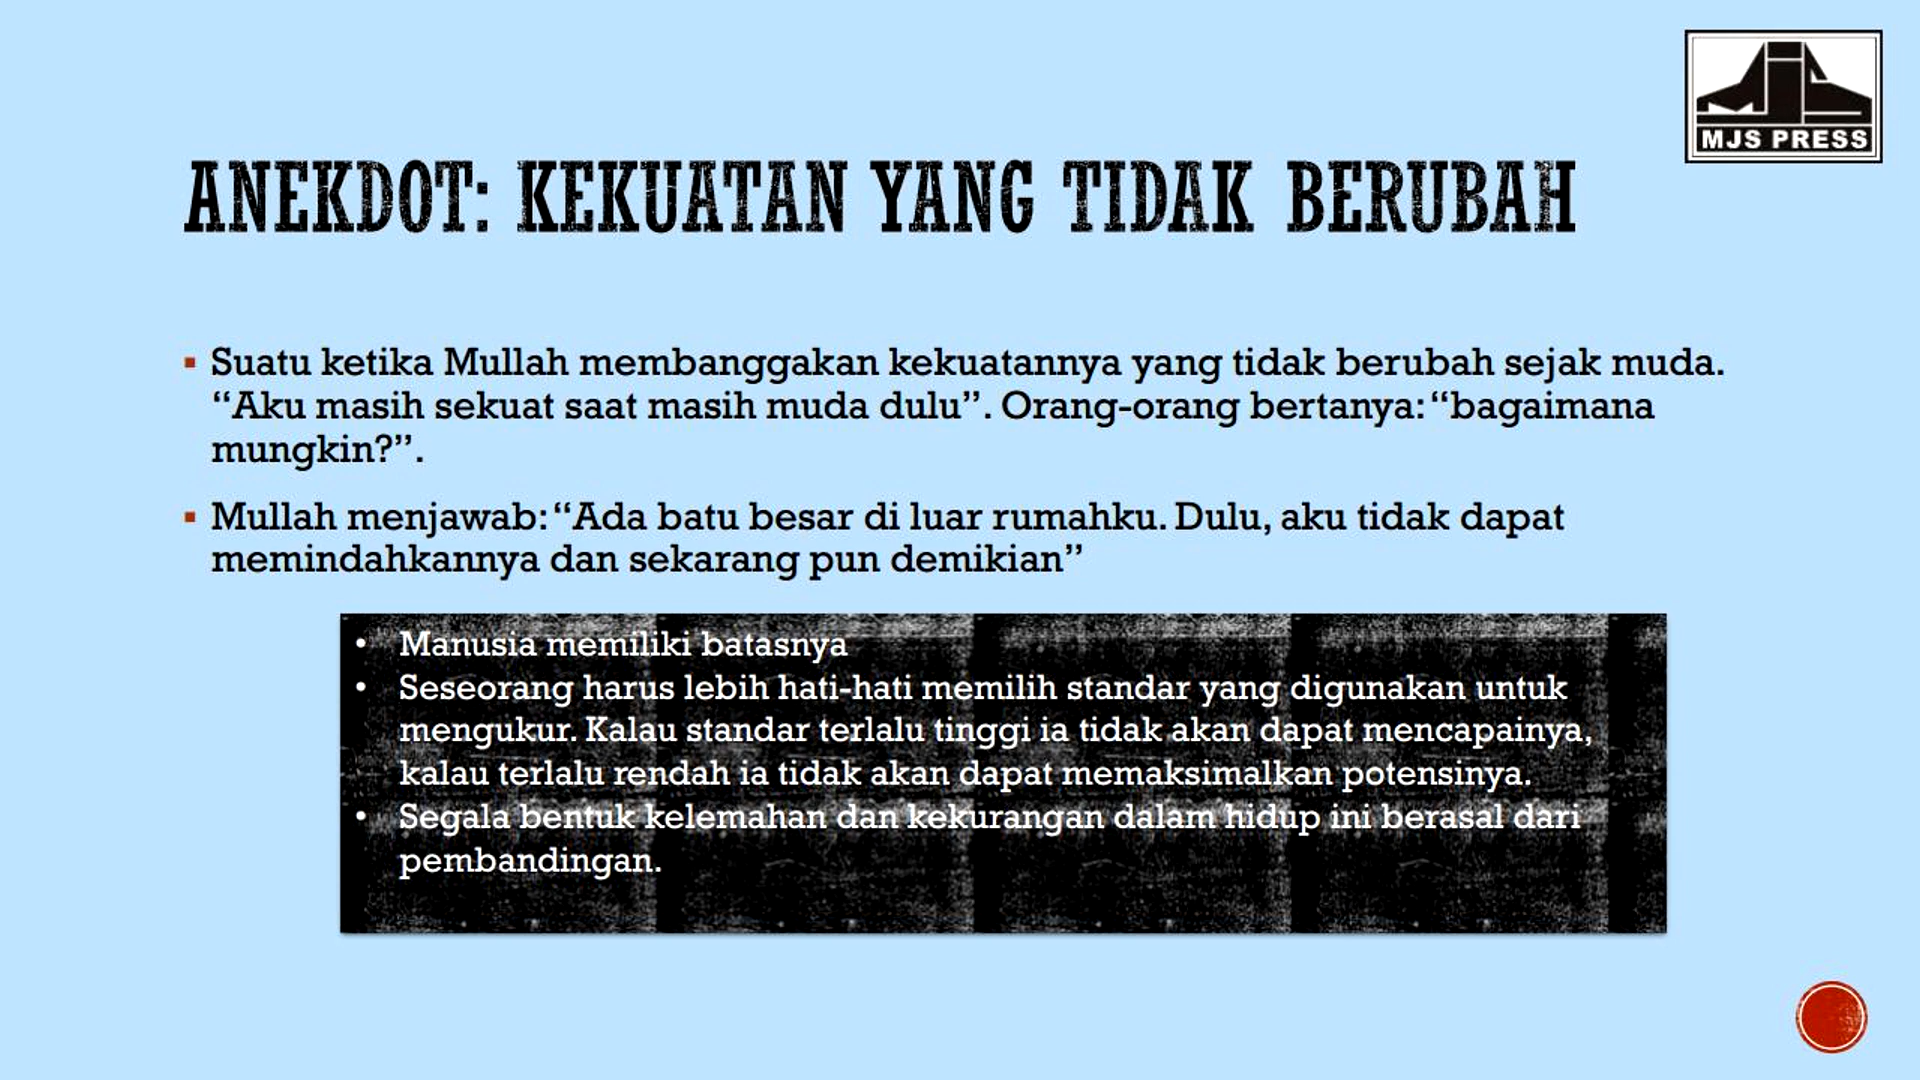 MJS PRESS
ANEKDOT: KEKUATAN YANG TIDAK BERUBAH
▪ Suatu ketika Mullah membanggakan kekuatannya yang tidak berubah sejak muda.
“Aku masih sekuat saat masih muda dulu”. Orang-orang bertanya: “bagaimana
mungkin?”.
▪ Mullah menjawab: “Ada batu besar di luar rumahku. Dulu, aku tidak dapat
memindahkannya dan sekarang pun demikian”
• Manusia memiliki batasnya
• Seseorang harus lebih hati-hati memilih standar yang digunakan untuk
mengukur. Kalau standar terlalu tinggi ia tidak akan dapat mencapainya,
kalau terlalu rendah ia tidak akan dapat memaksimalkan potensinya.
• Segala bentuk kelemahan dan kekurangan dalam hidup ini berasal dari
pembandingan.